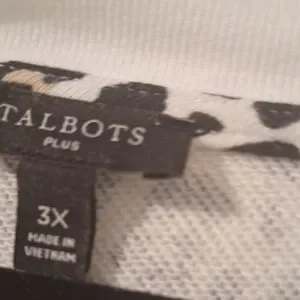 TALBOTS
PLUS
3X
MADE IN
VIETNAM